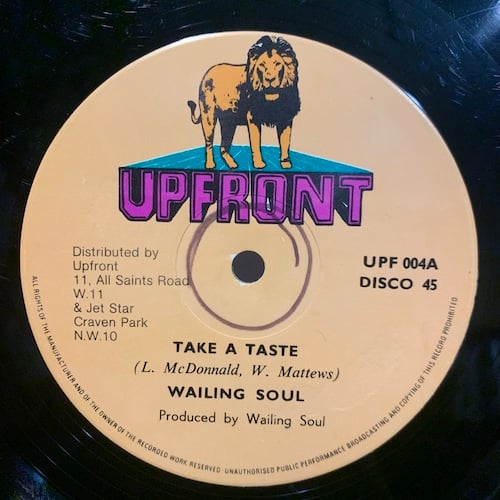 UPFRONT
Distributed by
Upfront
11, All Saints Road
W.11
& Jet Star
Craven Park
N.W.10
UPF 004A
DISCO 45
TAKE A TASTE
(L. McDonnald, W. Mattews)
WAILING SOUL
Produced by Wailing Soul
ALL RIGHTS OF THE MANUFACTURER AND OF THE OWNER OF THE RECORDED WORK RESERVED - UNAUTHORISED PUBLIC PERFORMANCE BROADCASTING AND COPYING OF THIS RECORD PROHIBITED